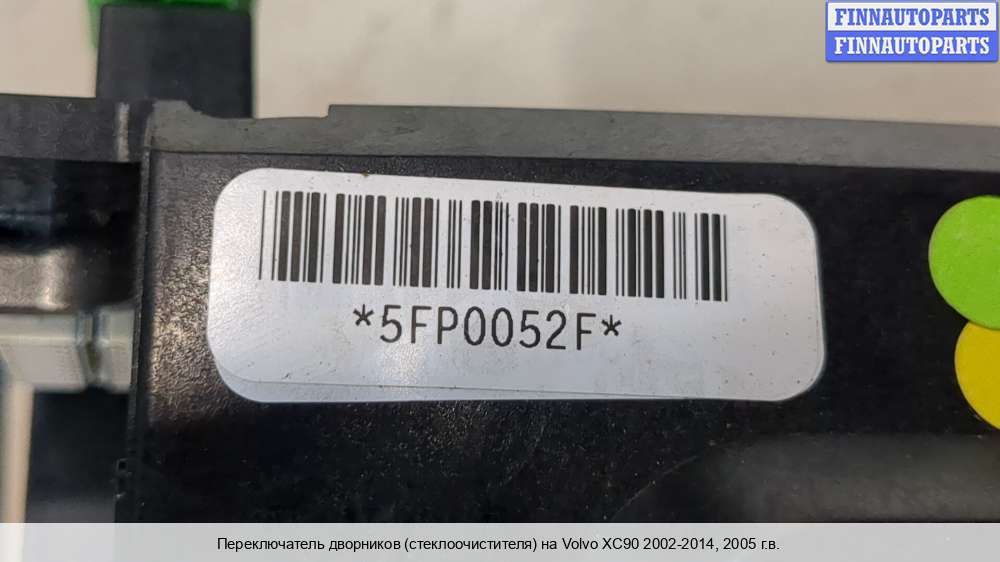 FINNAUTOPARTS
FINNAUTOPARTS
*5FP0052F*
Переключатель дворников (стеклоочистителя) на Volvo XC90 2002-2014, 2005 г.в.